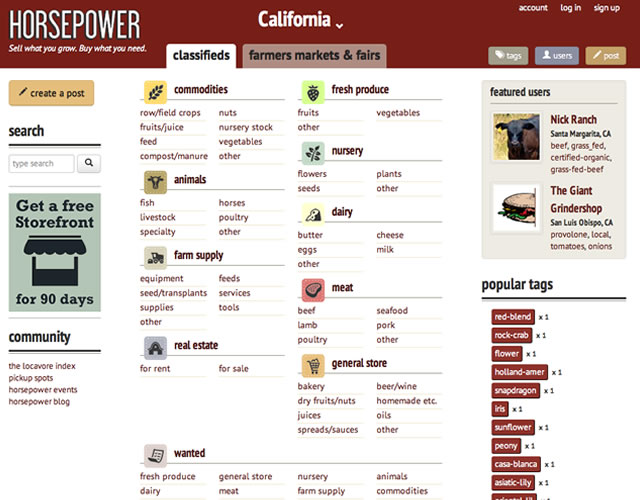 HORSEPOWER
Sell what you grow. Buy what you need.
California
account log in sign up
classifieds
farmers markets & fairs
tags
users
post
create a post
search
type search
Search
Get a free
Storefront
for 90 days
community
the locavore index
pickup spots
horsepower events
horsepower blog
commodities
row/field crops nuts
fruits/juice nursery stock
feed vegetables
compost/manure other
animals
fish horses
livestock poultry
specialty other
farm supply
equipment feeds
seed/transplants services
supplies tools
other
real estate
for rent for sale
fresh produce
fruits vegetables
other
nursery
flowers plants
seeds other
dairy
butter cheese
eggs milk
other
meat
beef seafood
lamb pork
poultry other
general store
bakery beer/wine
dry fruits/nuts homemade etc.
juices oils
spreads/sauces other
wanted
fresh produce general store nursery animals
dairy meat farm supply commodities
featured users
Nick Ranch
Santa Margarita, CA
beef, grass_fed,
certified-organic,
grass-fed-beef
The Giant
Grindershop
San Luis Obispo, CA
provolone, local,
tomatoes, onions
popular tags
red-blend x 1
rock-crab x 1
flower x 1
holland-amer x 1
snapdragon x 1
iris x 1
sunflower x 1
peony x 1
casa-blanca x 1
asiatic-lily x 1